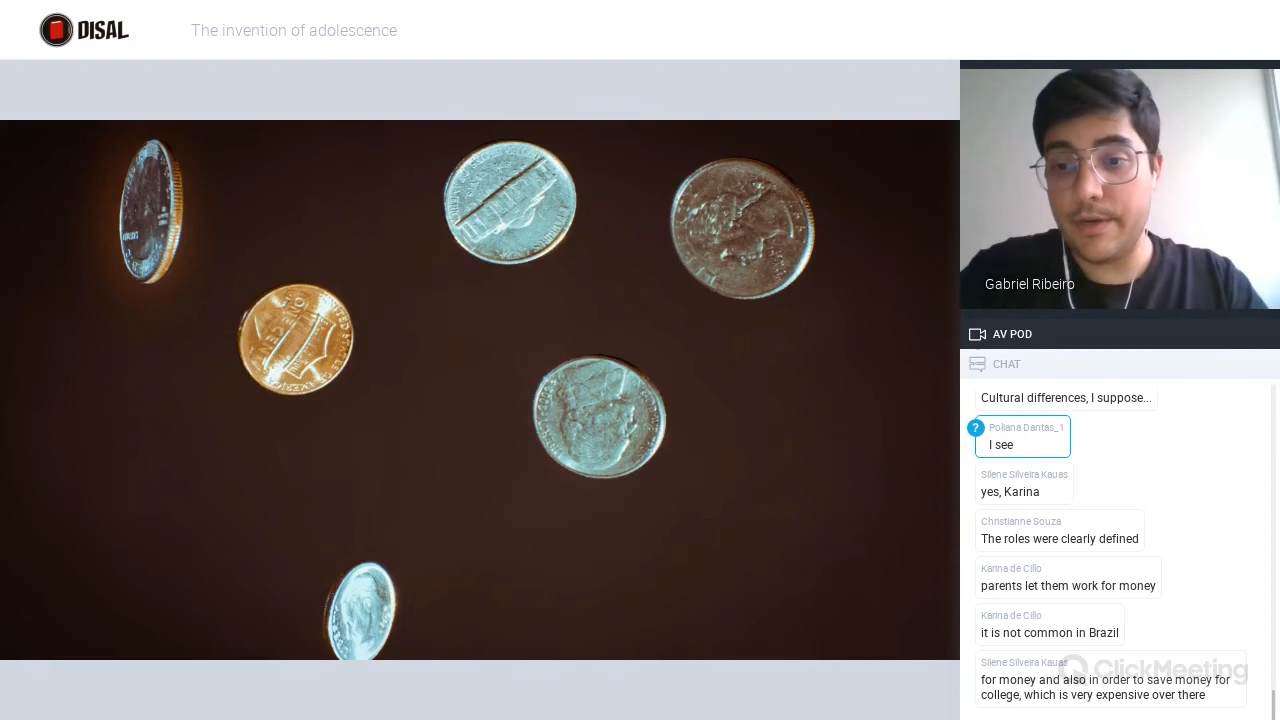 DISAL
The invention of adolescence
Gabriel Ribeiro
AV POD
CHAT
Cultural differences, I suppose...
?
Poliana Dantas_1
I see
Silene Silveira Kauas
yes, Karina
Christianne Souza
The roles were clearly defined
Karina de Cillo
parents let them work for money
Karina de Cillo
it is not common in Brazil
Silene Silveira Kauas
for money and also in order to save money for
college, which is very expensive over there
ClickMeeting